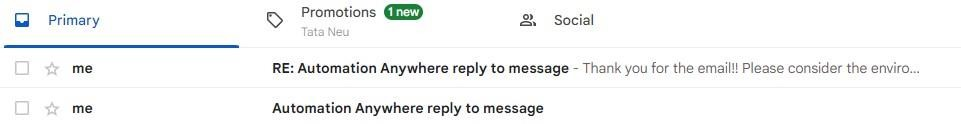 Primary
Promotions 1 new
Tata Neu
Social
me RE: Automation Anywhere reply to message - Thank you for the email!! Please consider the enviro...
me Automation Anywhere reply to message